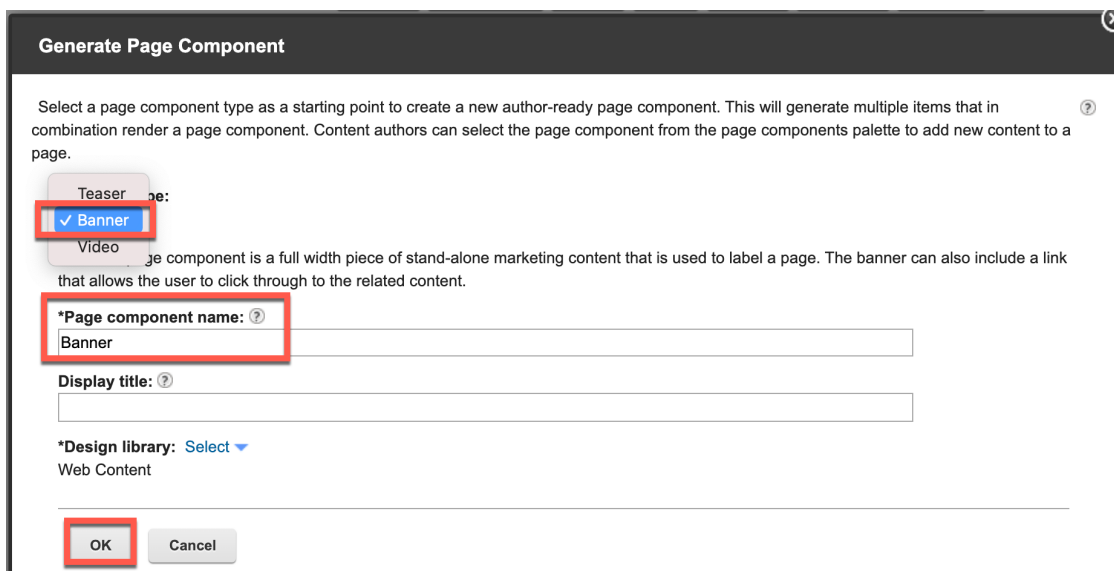 Generate Page Component
Select a page component type as a starting point to create a new author-ready page component. This will generate multiple items that in
combination render a page component. Content authors can select the page component from the page components palette to add new content to a
page.
Teaser
✓ Banner
Video
component is a full width piece of stand-alone marketing content that is used to label a page. The banner can also include a link
that allows the user to click through to the related content.
*Page component name: ?
Banner
Display title: ?
*Design library: Select
Web Content
OK Cancel